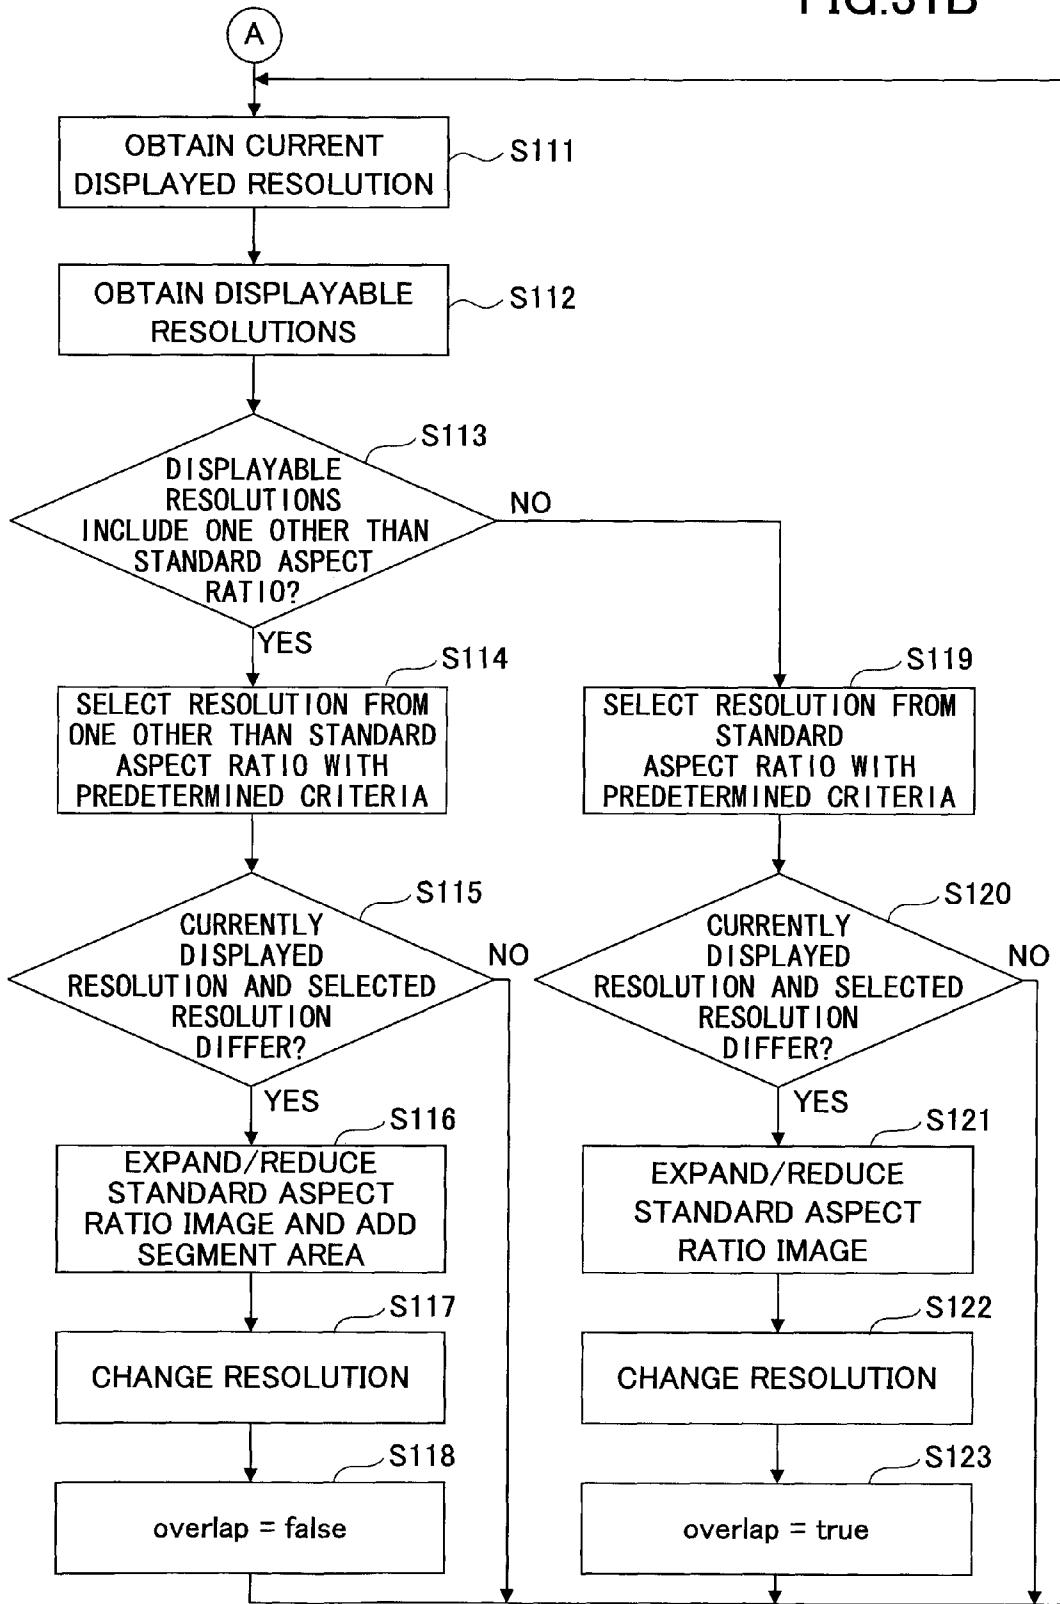 FIG.31B
A
OBTAIN CURRENT
DISPLAYED RESOLUTION
S111
OBTAIN DISPLAYABLE
RESOLUTIONS
S112
S113
DISPLAYABLE
RESOLUTIONS
INCLUDE ONE OTHER THAN
STANDARD ASPECT
RATIO?
NO
YES
S114
SELECT RESOLUTION FROM
ONE OTHER THAN STANDARD
ASPECT RATIO WITH
PREDETERMINED CRITERIA
S119
SELECT RESOLUTION FROM
STANDARD
ASPECT RATIO WITH
PREDETERMINED CRITERIA
S115
CURRENTLY
DISPLAYED
RESOLUTION AND SELECTED
RESOLUTION
DIFFER?
NO
YES
S120
CURRENTLY
DISPLAYED
RESOLUTION AND SELECTED
RESOLUTION
DIFFER?
NO
YES
S116
EXPAND/REDUCE
STANDARD ASPECT
RATIO IMAGE AND ADD
SEGMENT AREA
S121
EXPAND/REDUCE
STANDARD ASPECT
RATIO IMAGE
S117
CHANGE RESOLUTION
S122
CHANGE RESOLUTION
S118
overlap = false
S123
overlap = true